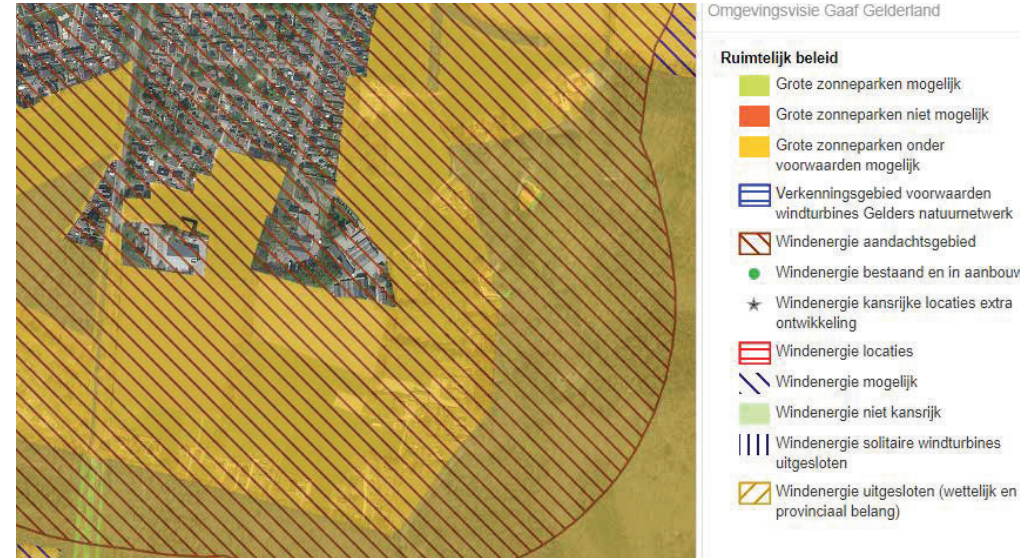 Omgevingsvisie Gaaf Gelderland
Ruimtelijk beleid
Grote zonneparken mogelijk
Grote zonneparken niet mogelijk
Grote zonneparken onder
voorwaarden mogelijk
Verkenningsgebied voorwaarden
windturbines Gelders natuurnetwerk
Windenergie aandachtsgebied
Windenergie bestaand en in aanbouw
Windenergie kansrijke locaties extra
ontwikkeling
Windenergie locaties
Windenergie mogelijk
Windenergie niet kansrijk
Windenergie solitaire windturbines
uitgesloten
Windenergie uitgesloten (wettelijk en
provinciaal belang)